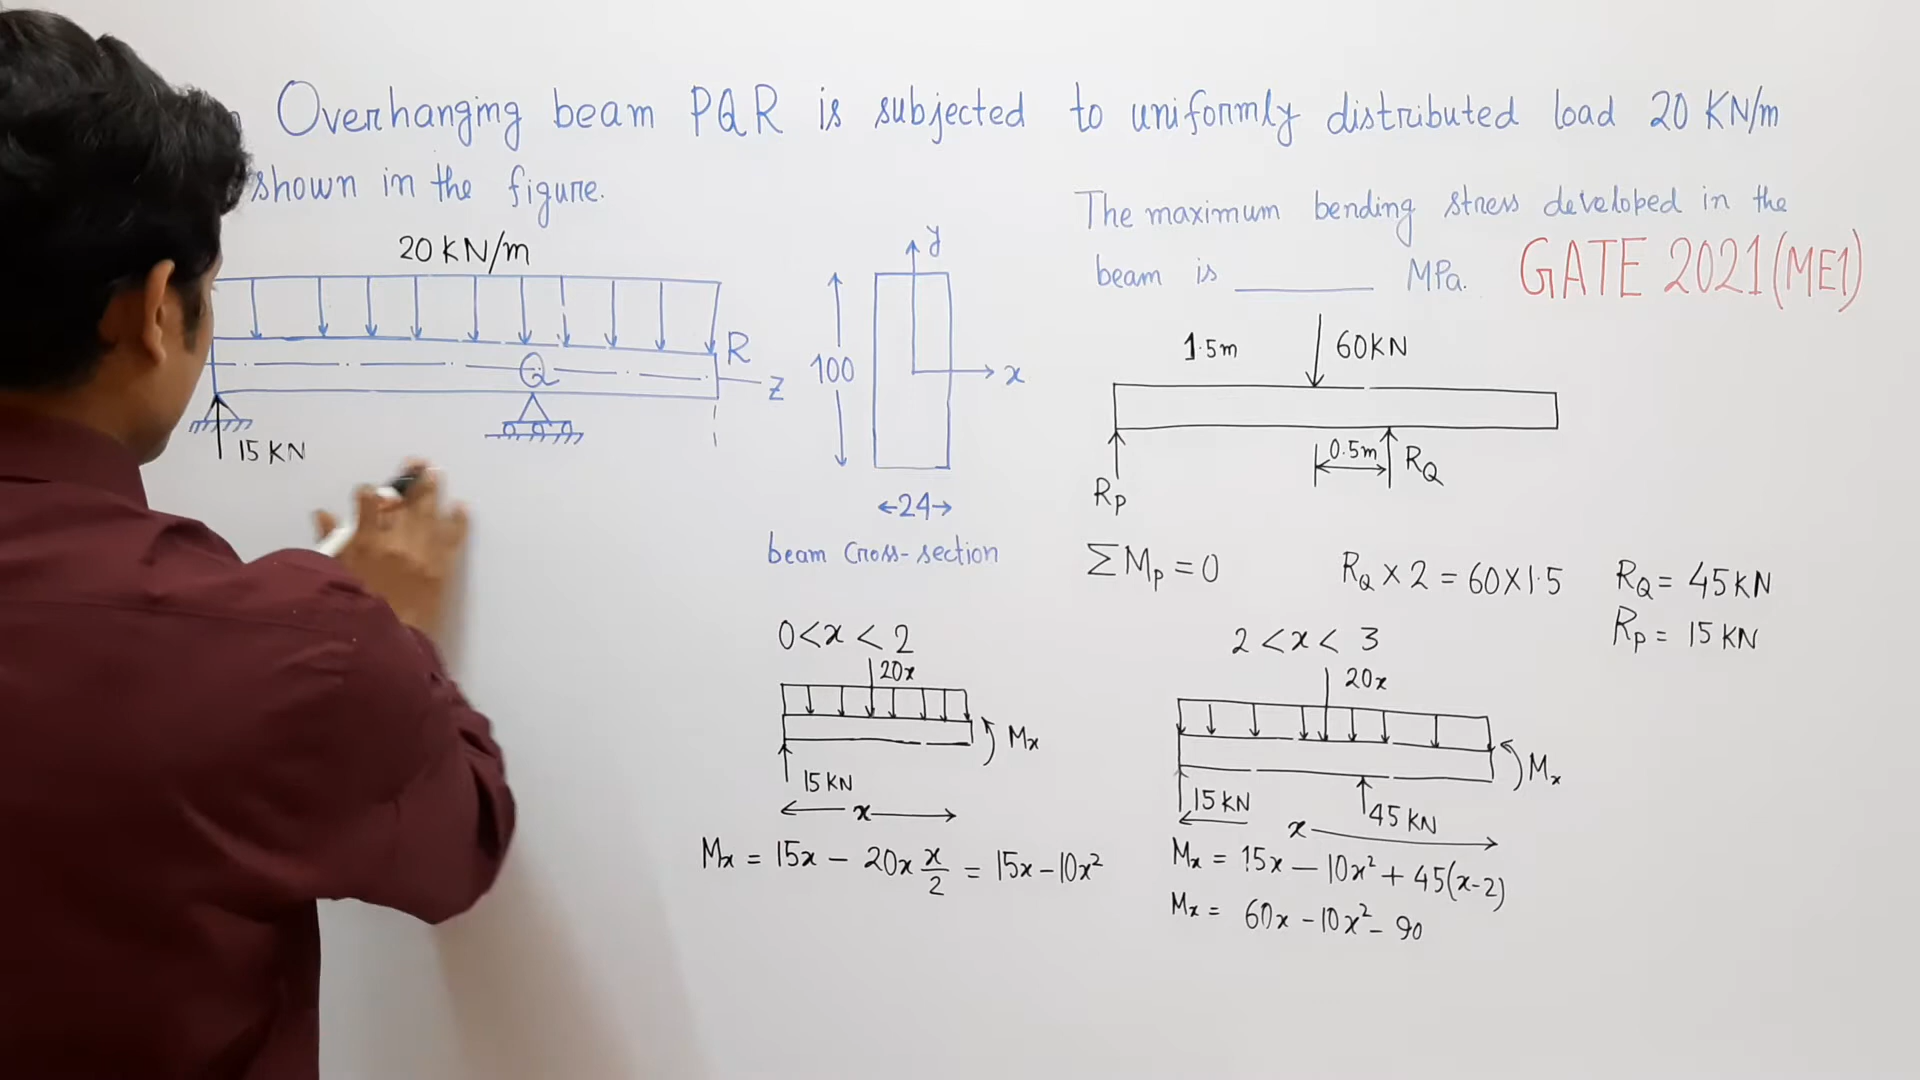 Overhanging beam PQR is subjected to uniformly distributed load 20 KN/m
shown in the figure.
The maximum bending stress developed in the
beam is ______ MPa.
GATE 2021(ME1)
20 KN/m
R
Q
Z
15 KN
y
x
100
←24→
beam cross-section
1.5m
60KN
0.5m
RQ
RP
ΣMP = 0
RQ × 2 = 60×1.5
RQ = 45 KN
RP = 15 KN
0<x<2
20x
Mx
15 KN
x
Mx = 15x − 20x x/2 = 15x − 10x²
2<x<3
20x
Mx
15 KN
45 KN
x
Mx = 15x − 10x² + 45(x-2)
Mx = 60x − 10x² − 90